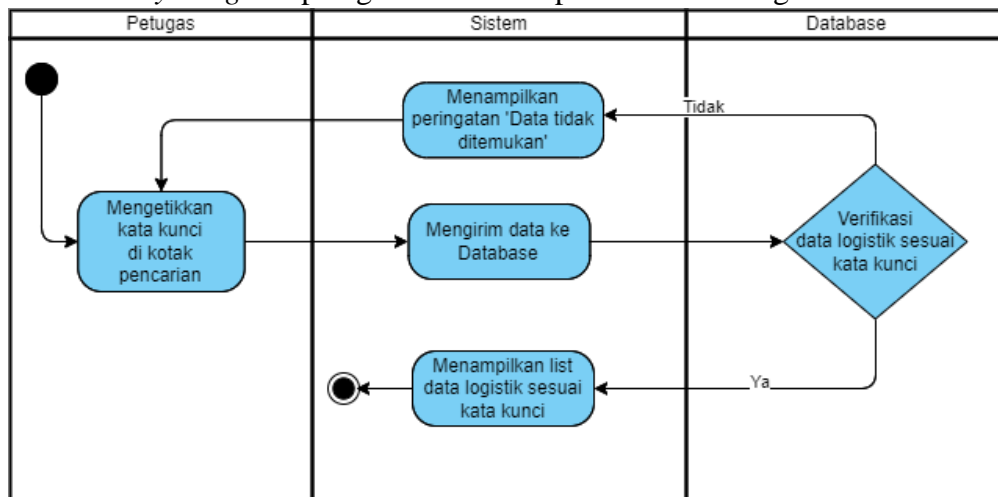 Petugas
Sistem
Database
Menampilkan
peringatan 'Data tidak
ditemukan'
Tidak
Mengetikkan
kata kunci
di kotak
pencarian
Mengirim data ke
Database
Verifikasi
data logistik sesuai
kata kunci
Menampilkan list
data logistik sesuai
kata kunci
Ya